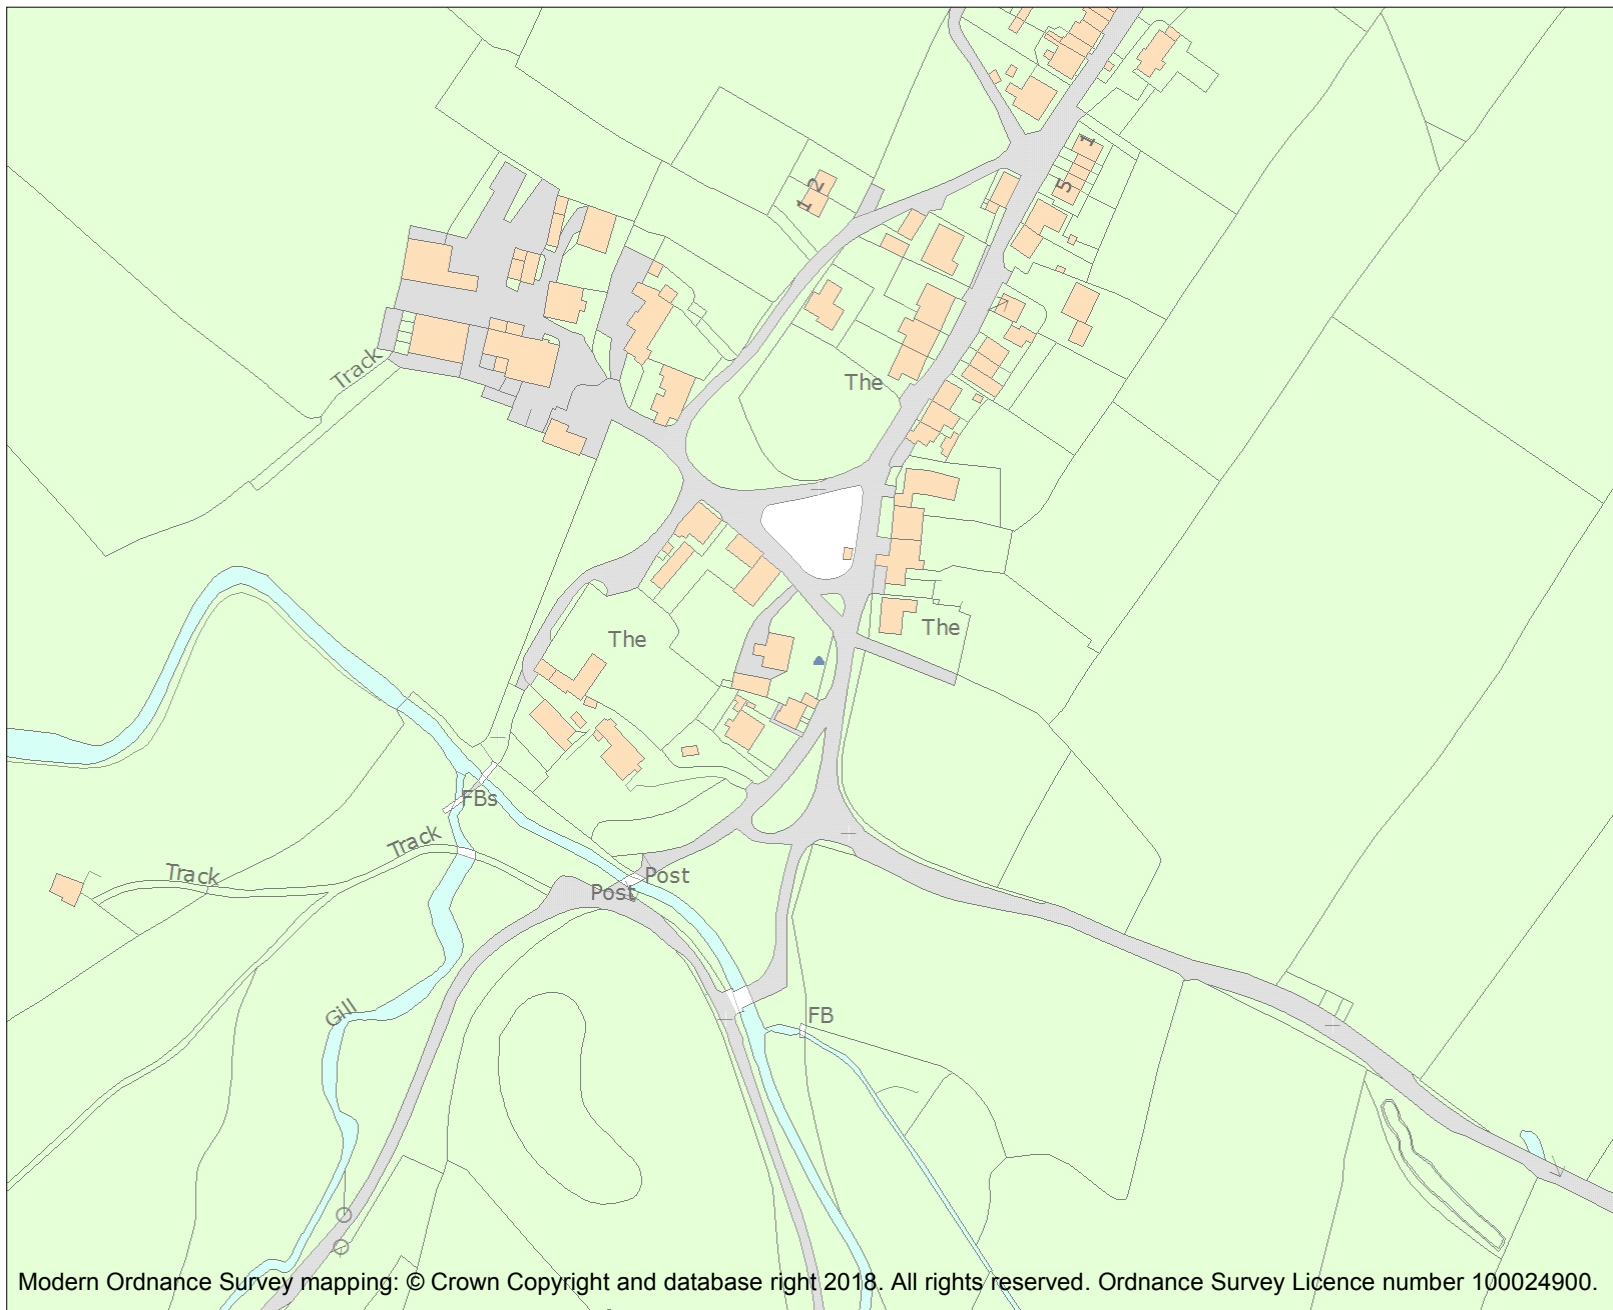 1
2
1
5
Track
The
The
The
FBs
Track
Track
Post
Post
Gill
FB
Modern Ordnance Survey mapping: © Crown Copyright and database right 2018. All rights reserved. Ordnance Survey Licence number 100024900.